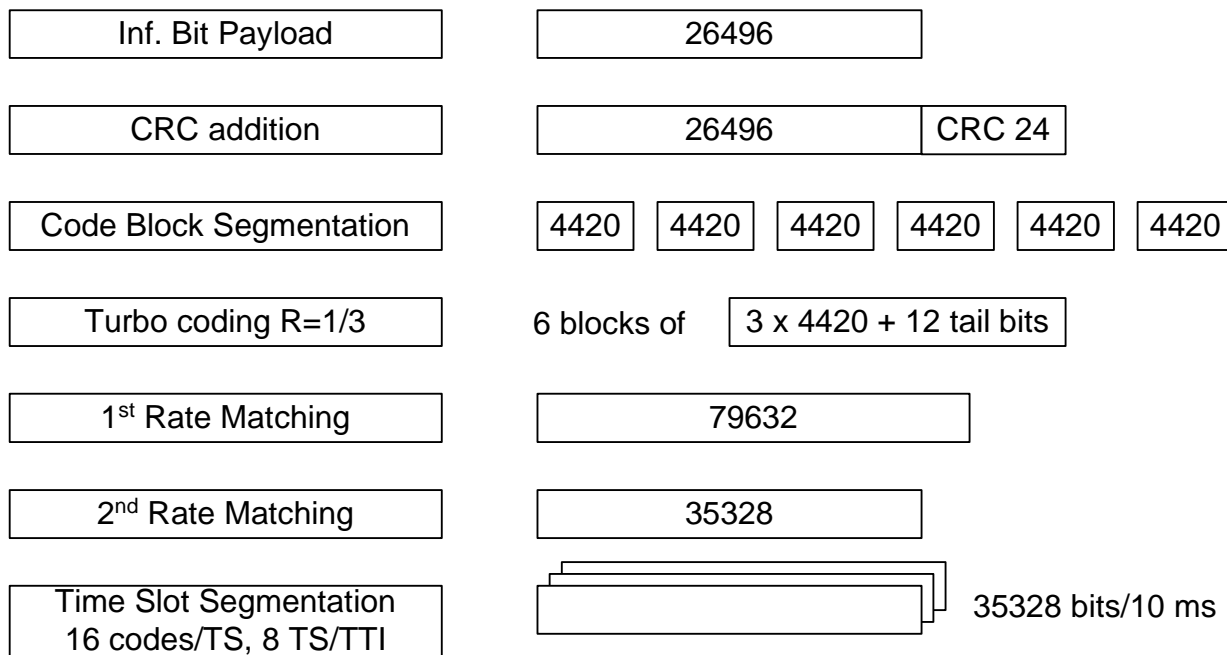 Inf. Bit Payload 26496
CRC addition 26496 CRC 24
Code Block Segmentation 4420 4420 4420 4420 4420 4420
Turbo coding R=1/3 6 blocks of 3 x 4420 + 12 tail bits
1st Rate Matching 79632
2nd Rate Matching 35328
Time Slot Segmentation
16 codes/TS, 8 TS/TTI
35328 bits/10 ms